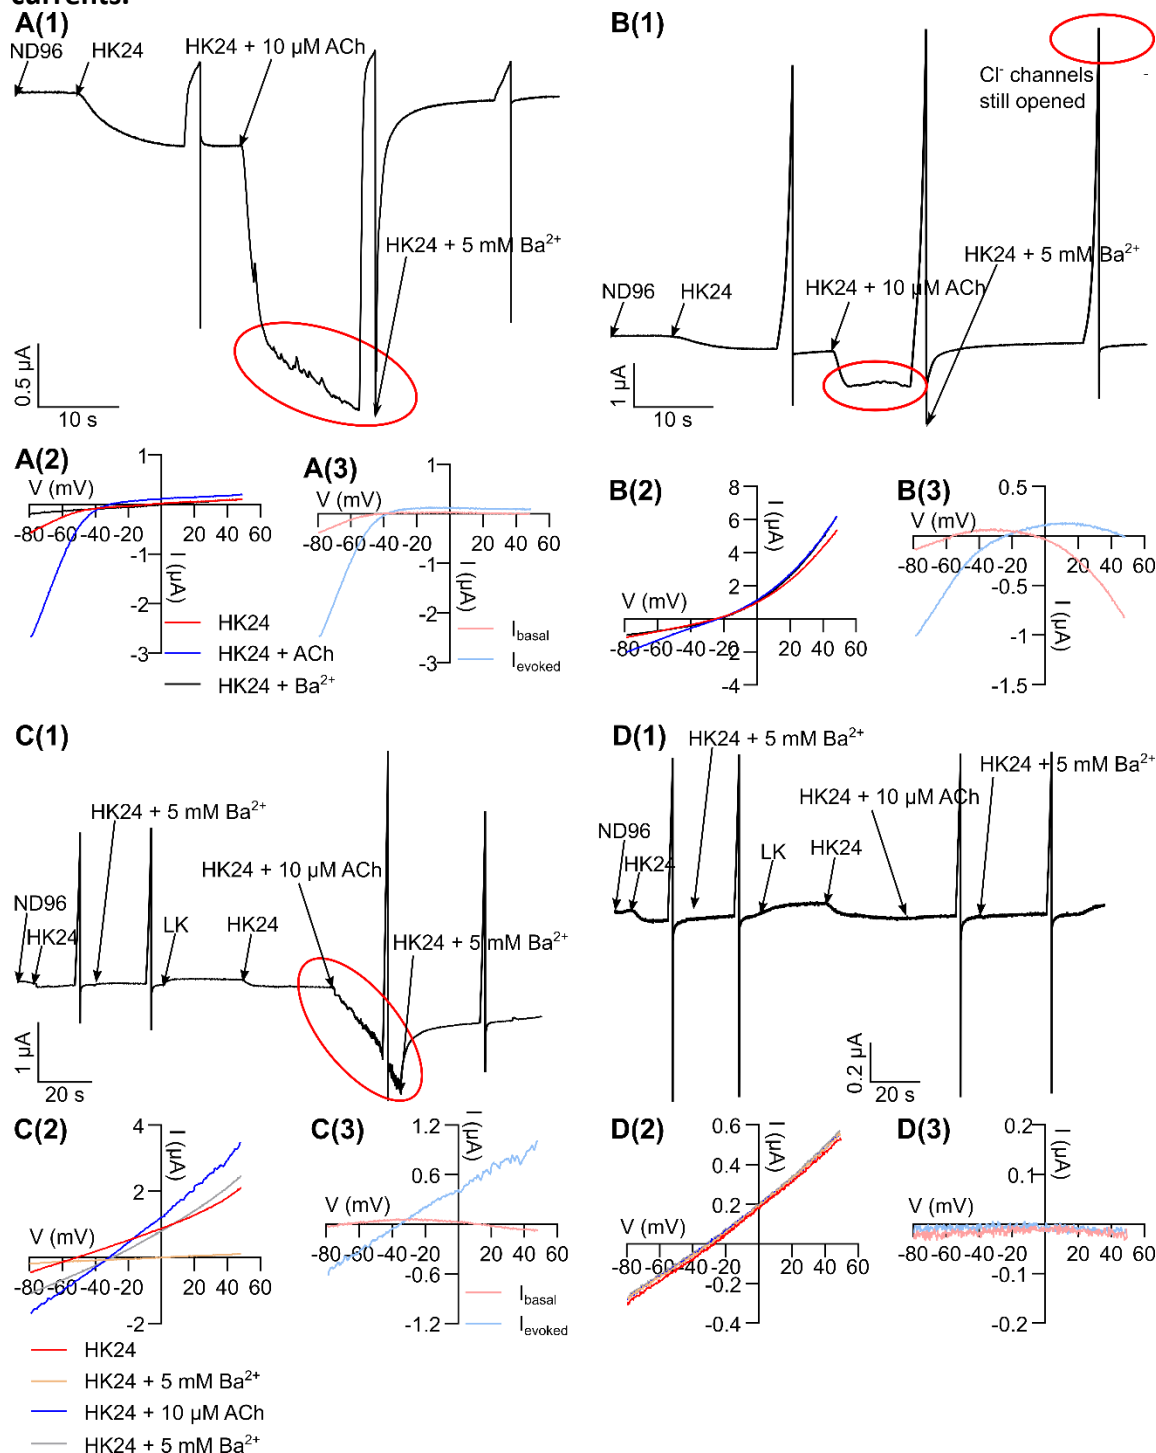 currents.
A(1)
ND96
HK24
HK24 + 10 µM ACh
HK24 + 5 mM Ba2+
0.5 µA
10 s
B(1)
Cl- channels
still opened
-
ND96
HK24
HK24 + 10 µM ACh
HK24 + 5 mM Ba2+
1 µA
10 s
A(2)
V (mV)
1
-80 -60 -40 -20 20 40 60
-1
-2
-3
I (µA)
HK24
HK24 + ACh
HK24 + Ba2+
A(3)
V (mV)
1
-80 -60 -40 -20 20 40 60
-1
-2
-3
I (µA)
Ibasal
Ievoked
B(2)
8
6
4
2
I (µA)
V (mV)
-80 -60 -40 -20 0 20 40 60
-2
-4
B(3)
0.5
V (mV)
-80 -60 -40 -20 20 40 60
-0.5
-1
-1.5
I (µA)
C(1)
ND96
HK24
HK24 + 5 mM Ba2+
LK
HK24
HK24 + 10 µM ACh
HK24 + 5 mM Ba2+
1 µA
20 s
D(1)
ND96
HK24
HK24 + 5 mM Ba2+
LK
HK24
HK24 + 10 µM ACh
HK24 + 5 mM Ba2+
0.2 µA
20 s
C(2)
4
2
I (µA)
V (mV)
-80 -60 -40 -20 0 20 40 60
-2
HK24
HK24 + 5 mM Ba2+
HK24 + 10 µM ACh
HK24 + 5 mM Ba2+
C(3)
1.2
0.6
I (µA)
V (mV)
-80 -60 -40 -20 20 40 60
-0.6
-1.2
Ibasal
Ievoked
D(2)
0.6
0.4
0.2
I (µA)
V (mV)
-80 -60 -40 -20 0 20 40 60
-0.2
-0.4
D(3)
0.2
0.1
I (µA)
V (mV)
-80 -60 -40 -20 20 40 60
-0.1
-0.2